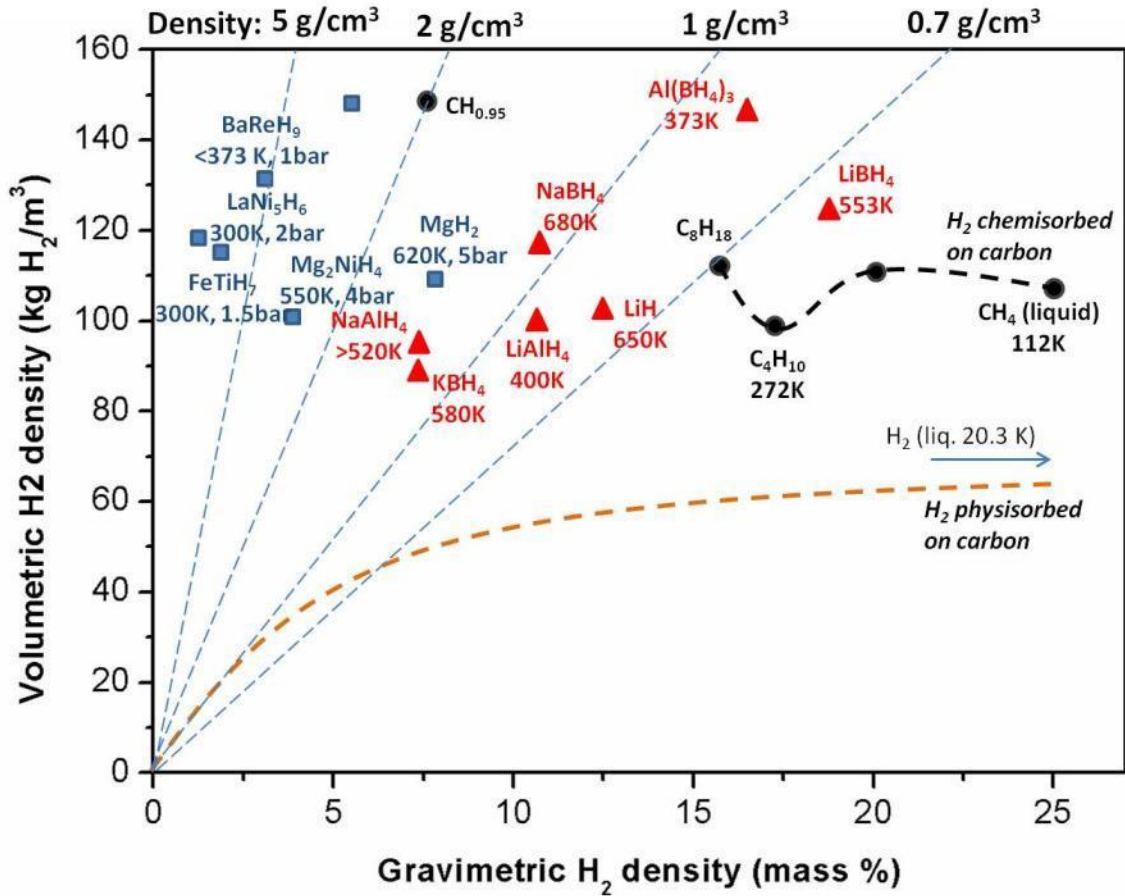 Density: 5 g/cm³ 2 g/cm³ 1 g/cm³ 0.7 g/cm³
160
140
120
100
80
60
40
20
0
Volumetric H2 density (kg H₂/m³)
BaReH₉
<373 K, 1bar
LaNi₅H₆
300K, 2bar
FeTiH₇
300K, 1.5bar
Mg₂NiH₄
550K, 4bar
MgH₂
620K, 5bar
CH₀.₉₅
NaAlH₄
>520K
KBH₄
580K
NaBH₄
680K
LiAlH₄
400K
LiH
650K
Al(BH₄)₃
373K
LiBH₄
553K
C₈H₁₈
C₄H₁₀
272K
H₂ chemisorbed
on carbon
CH₄ (liquid)
112K
H₂ (liq. 20.3 K)
H₂ physisorbed
on carbon
0 5 10 15 20 25
Gravimetric H₂ density (mass %)